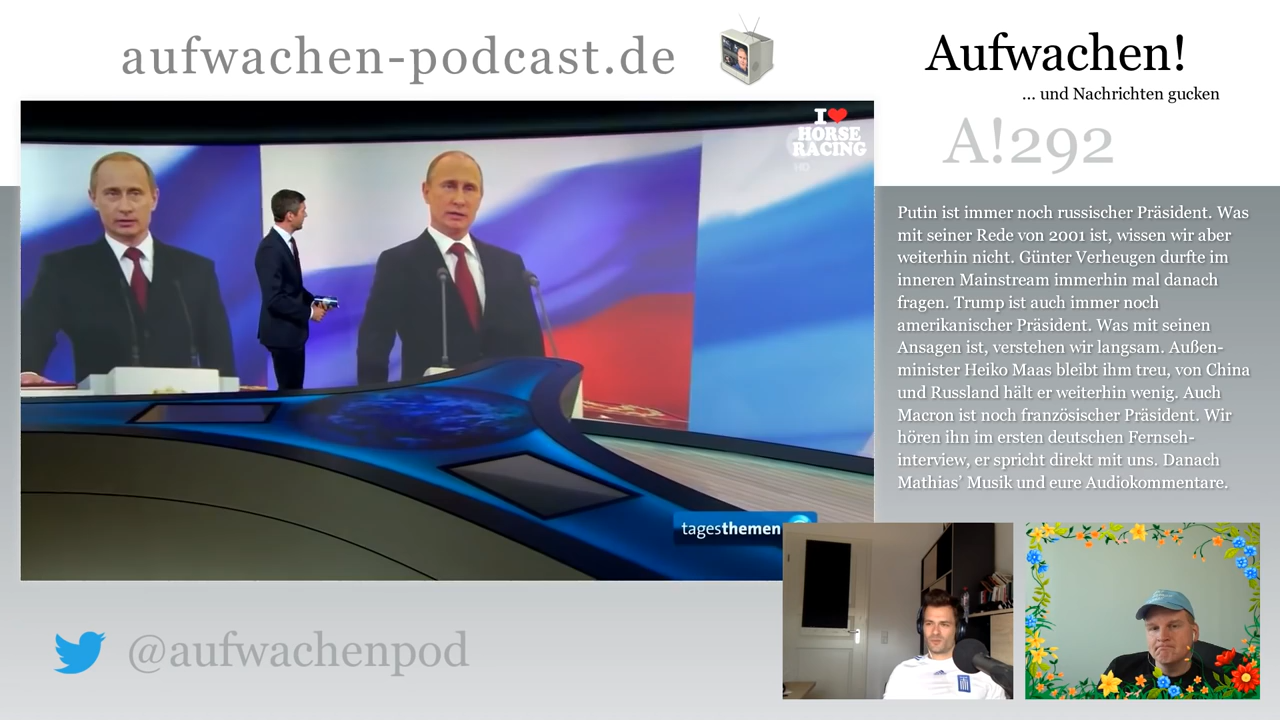 aufwachen-podcast.de
Aufwachen!
... und Nachrichten gucken
A!292
I
HORSE
RACING
HD
Putin ist immer noch russischer Präsident. Was
mit seiner Rede von 2001 ist, wissen wir aber
weiterhin nicht. Günter Verheugen durfte im
inneren Mainstream immerhin mal danach
fragen. Trump ist auch immer noch
amerikanischer Präsident. Was mit seinen
Ansagen ist, verstehen wir langsam. Außen-
minister Heiko Maas bleibt ihm treu, von China
und Russland hält er weiterhin wenig. Auch
Macron ist noch französischer Präsident. Wir
hören ihn im ersten deutschen Fernseh-
interview, er spricht direkt mit uns. Danach
Mathias’ Musik und eure Audiokommentare.
tagesthemen
@aufwachenpod